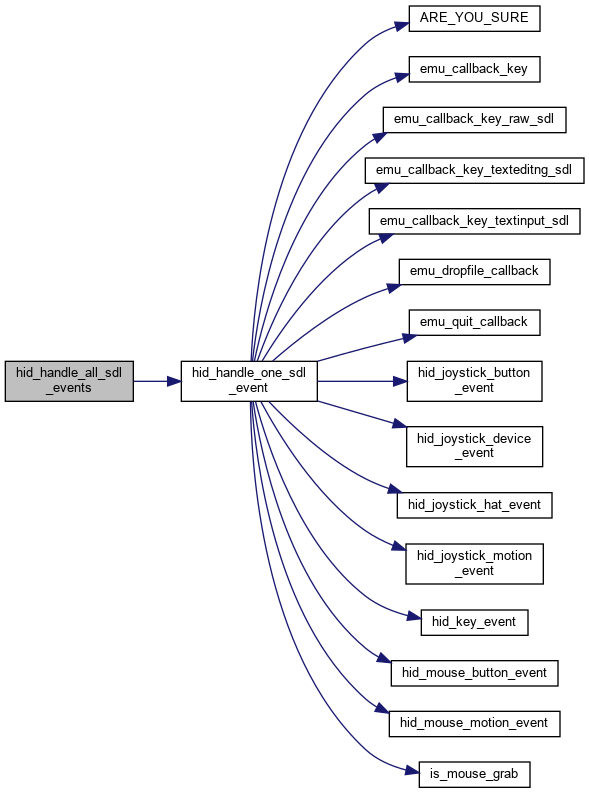 hid_handle_all_sdl
_events
hid_handle_one_sdl
_event
ARE_YOU_SURE
emu_callback_key
emu_callback_key_raw_sdl
emu_callback_key_texteditng_sdl
emu_callback_key_textinput_sdl
emu_dropfile_callback
emu_quit_callback
hid_joystick_button
_event
hid_joystick_device
_event
hid_joystick_hat_event
hid_joystick_motion
_event
hid_key_event
hid_mouse_button_event
hid_mouse_motion_event
is_mouse_grab